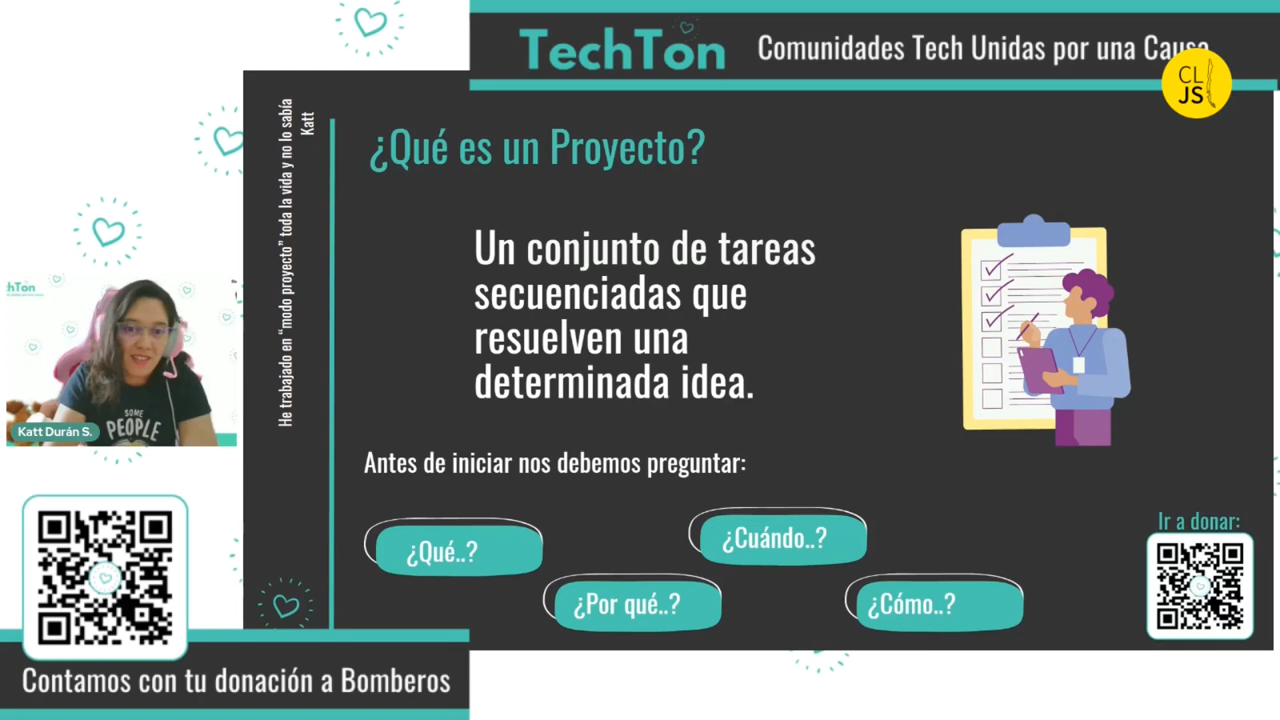 TechTon
Comunidades Tech Unidas por una Causa
CL
JS
He trabajado en “modo proyecto” toda la vida y no lo sabía
Katt
¿Qué es un Proyecto?
Un conjunto de tareas
secuenciadas que
resuelven una
determinada idea.
Antes de iniciar nos debemos preguntar:
¿Qué..?
¿Cuándo..?
¿Por qué..?
¿Cómo..?
Ir a donar:
hTon
SOME
PEOPLE
Katt Durán S.
Contamos con tu donación a Bomberos